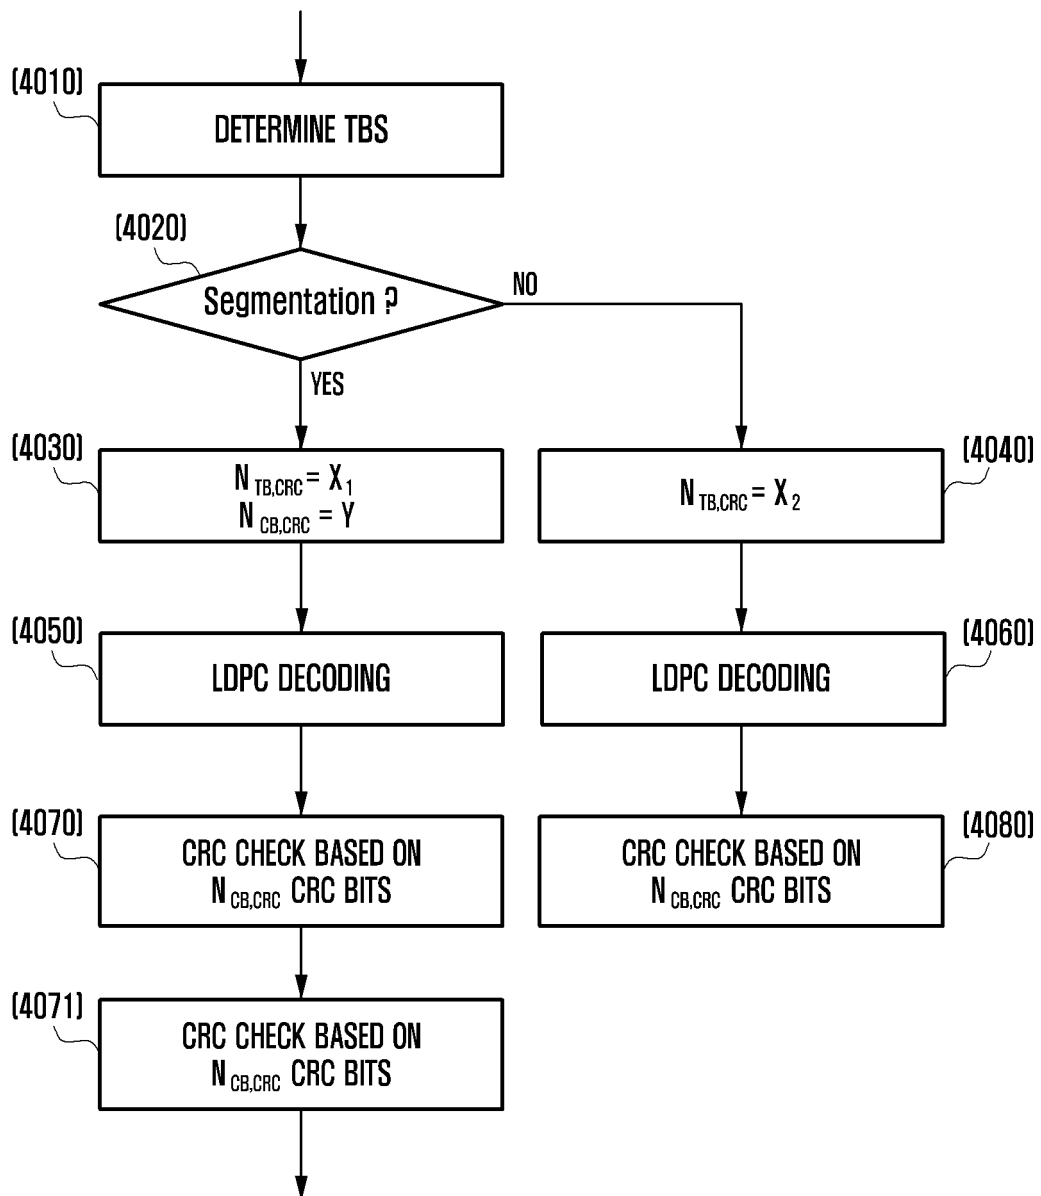 (4010)
DETERMINE TBS
(4020)
Segmentation ?
NO
YES
(4030)
N TB,CRC = X 1
N CB,CRC = Y
(4040)
N TB,CRC = X 2
(4050)
LDPC DECODING
(4060)
LDPC DECODING
(4070)
CRC CHECK BASED ON
N CB,CRC CRC BITS
(4080)
CRC CHECK BASED ON
N CB,CRC CRC BITS
(4071)
CRC CHECK BASED ON
N CB,CRC CRC BITS